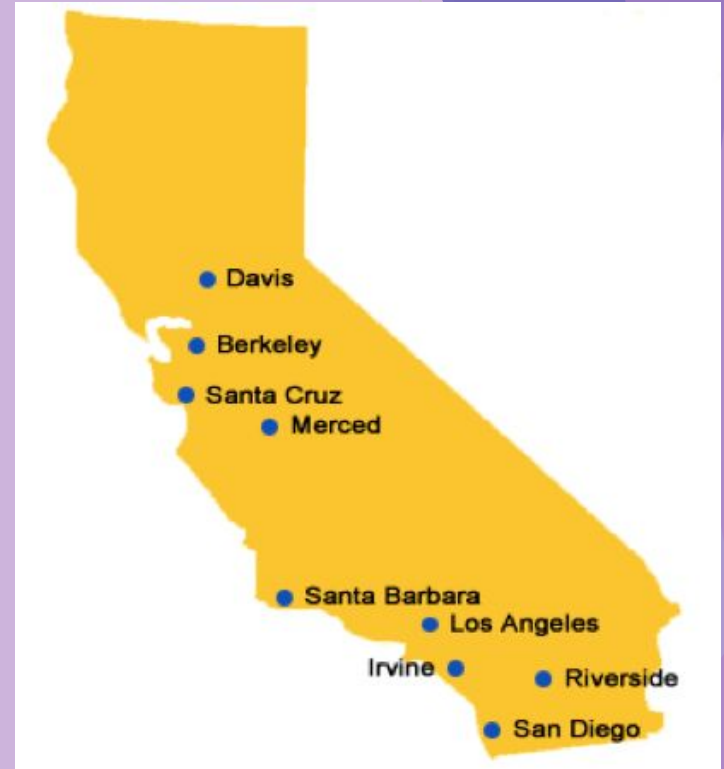 Davis
Berkeley
Santa Cruz
Merced
Santa Barbara
Los Angeles
Irvine
Riverside
San Diego